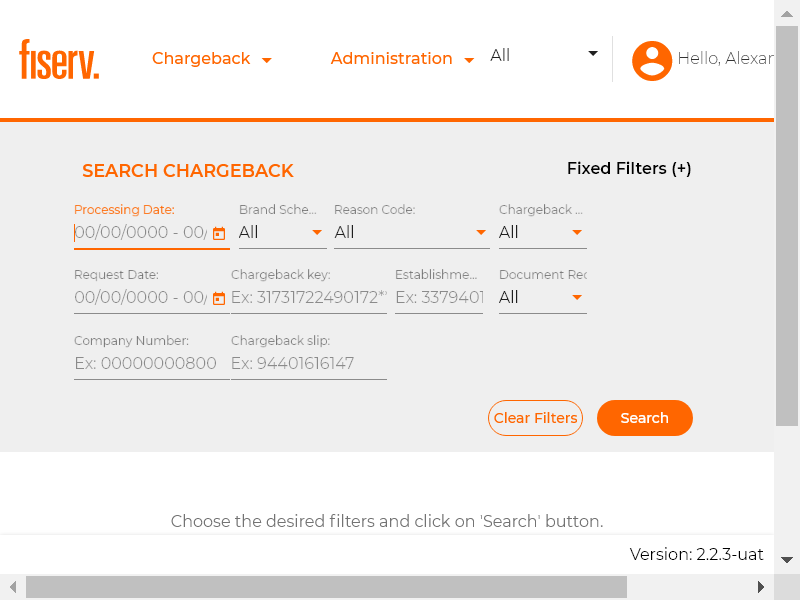 fiserv.
Chargeback
Administration
All
Hello, Alexan
SEARCH CHARGEBACK
Fixed Filters (+)
Processing Date:
Brand Sche...
Reason Code:
Chargeback ...
00/00/0000 - 00/
All
All
All
Request Date:
Chargeback key:
Establishme...
Document Rec
00/00/0000 - 00/
Ex: 31731722490172**
Ex: 3379401
All
Company Number:
Chargeback slip:
Ex: 00000000800
Ex: 94401616147
Clear Filters
Search
Choose the desired filters and click on 'Search' button.
Version: 2.2.3-uat